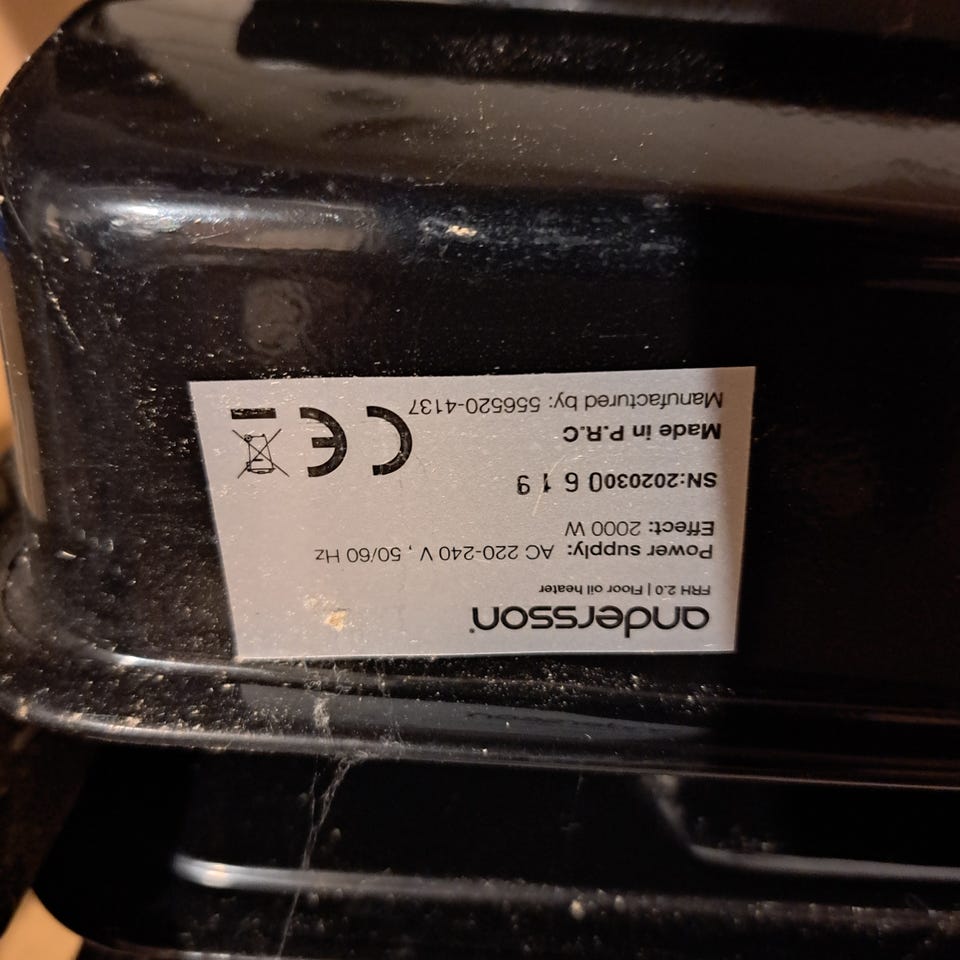 andersson
FRH 2.0 | Floor oil heater
Power supply: AC 220-240 V , 50/60 Hz
Effect: 2000 W
SN:2020300 6 1 9
Made in P.R.C
Manufactured by: 556520-4137
CE